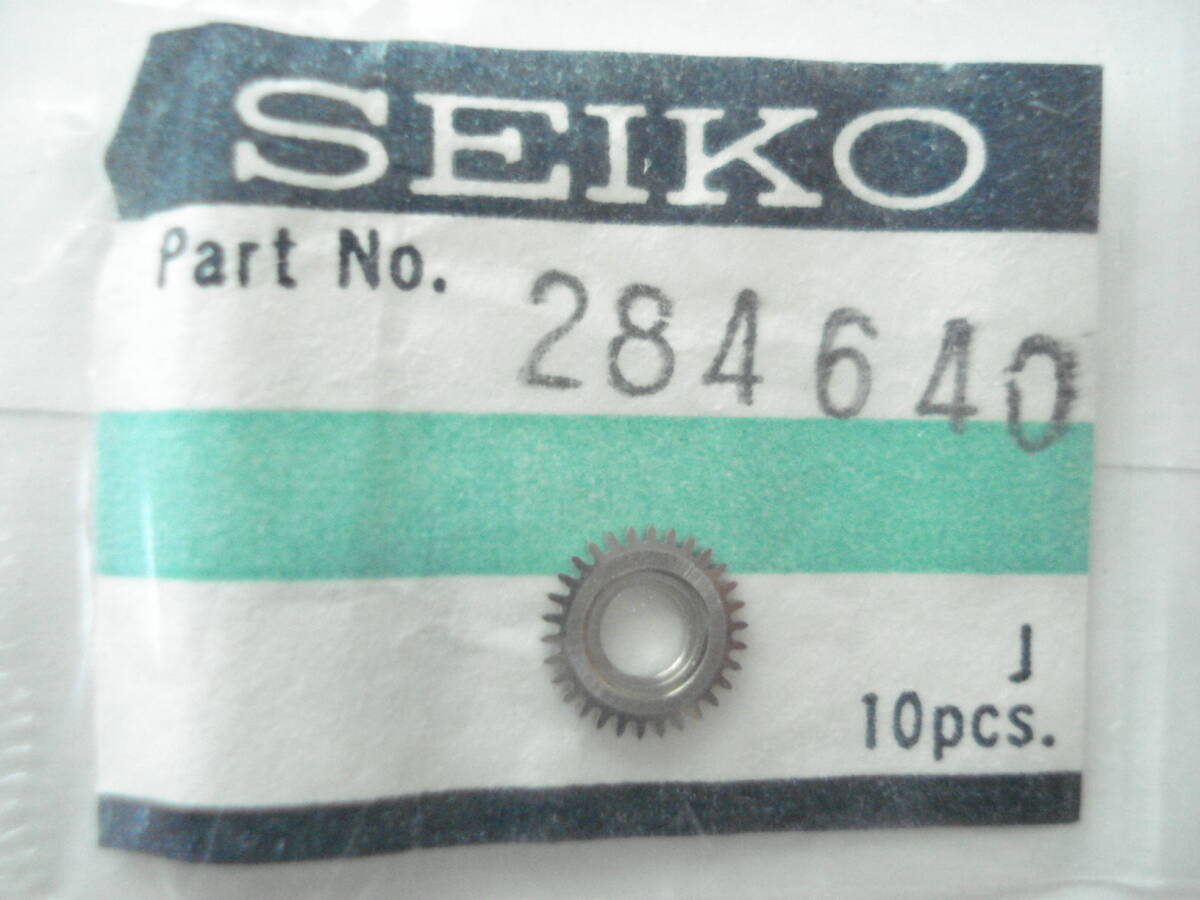 SEIKO
Part No. 284640
J
10pcs.